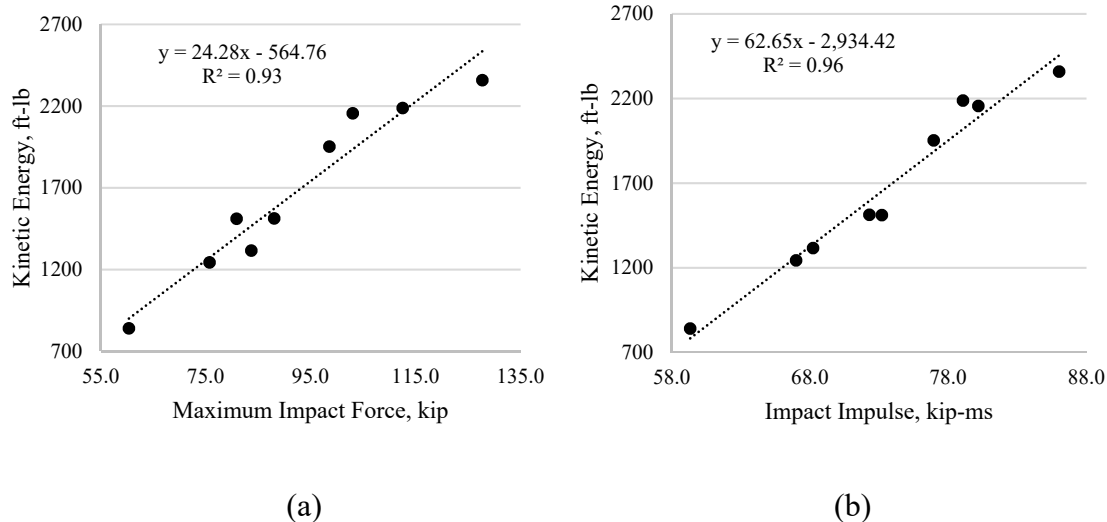 2700
2200
1700
1200
700
Kinetic Energy, ft-lb
y = 24.28x - 564.76
R² = 0.93
55.0 75.0 95.0 115.0 135.0
Maximum Impact Force, kip
(a)
2700
2200
1700
1200
700
Kinetic Energy, ft-lb
y = 62.65x - 2,934.42
R² = 0.96
58.0 68.0 78.0 88.0
Impact Impulse, kip-ms
(b)